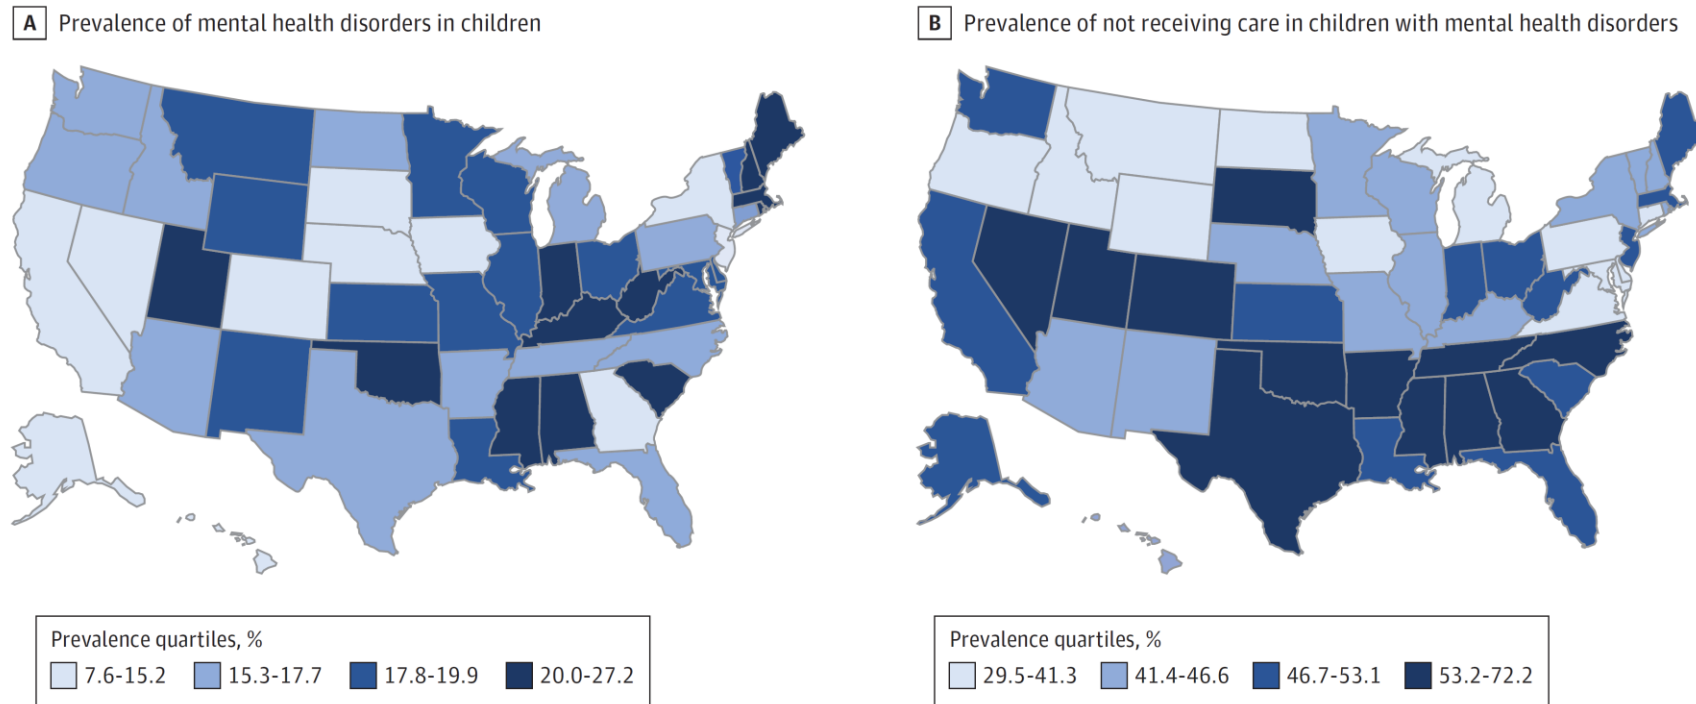 A Prevalence of mental health disorders in children
B Prevalence of not receiving care in children with mental health disorders
Prevalence quartiles, %
7.6-15.2 15.3-17.7 17.8-19.9 20.0-27.2
Prevalence quartiles, %
29.5-41.3 41.4-46.6 46.7-53.1 53.2-72.2